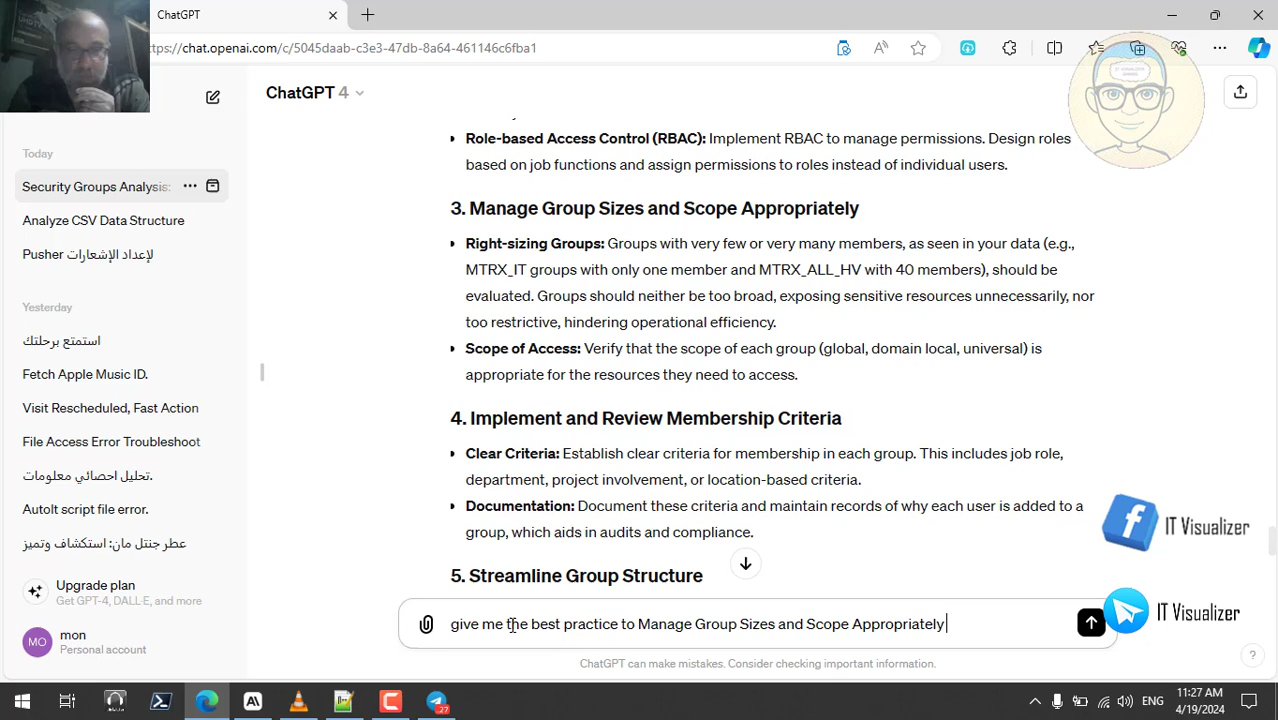 ChatGPT
ttps://chat.openai.com/c/5045daab-c3e3-47db-8a64-461146c6fba1
ChatGPT 4
Today
Security Groups Analysis:
Analyze CSV Data Structure
Pusher لإعداد الإشعارات
Yesterday
استمتع برحلتك
Fetch Apple Music ID.
Visit Rescheduled, Fast Action
File Access Error Troubleshoot
تحليل احصائي معلومات.
AutoIt script file error.
عطر جنتل مان: استكشاف وتميز
Upgrade plan
Get GPT-4, DALL·E, and more
MO
mon
Personal account
Role-based Access Control (RBAC): Implement RBAC to manage permissions. Design roles
based on job functions and assign permissions to roles instead of individual users.
3. Manage Group Sizes and Scope Appropriately
Right-sizing Groups: Groups with very few or very many members, as seen in your data (e.g.,
MTRX_IT groups with only one member and MTRX_ALL_HV with 40 members), should be
evaluated. Groups should neither be too broad, exposing sensitive resources unnecessarily, nor
too restrictive, hindering operational efficiency.
Scope of Access: Verify that the scope of each group (global, domain local, universal) is
appropriate for the resources they need to access.
4. Implement and Review Membership Criteria
Clear Criteria: Establish clear criteria for membership in each group. This includes job role,
department, project involvement, or location-based criteria.
Documentation: Document these criteria and maintain records of why each user is added to a
group, which aids in audits and compliance.
5. Streamline Group Structure
give me the best practice to Manage Group Sizes and Scope Appropriately
ChatGPT can make mistakes. Consider checking important information.
?
IT Visualizer
IT Visualizer
27
ENG
11:27 AM
4/19/2024